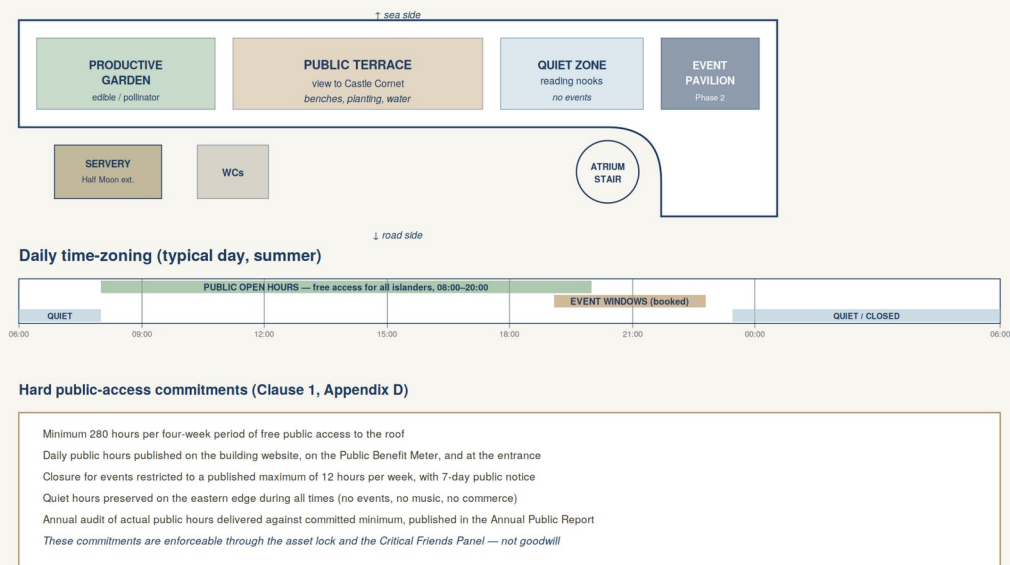 ↑ sea side
PRODUCTIVE
GARDEN
edible / pollinator
PUBLIC TERRACE
view to Castle Cornet
benches, planting, water
QUIET ZONE
reading nooks
no events
EVENT
PAVILION
Phase 2
SERVERY
Half Moon ext.
WCs
ATRIUM
STAIR
↓ road side
Daily time-zoning (typical day, summer)
PUBLIC OPEN HOURS — free access for all islanders, 08:00–20:00
EVENT WINDOWS (booked)
QUIET
QUIET / CLOSED
06:00 09:00 12:00 15:00 18:00 21:00 00:00 06:00
Hard public-access commitments (Clause 1, Appendix D)
Minimum 280 hours per four-week period of free public access to the roof
Daily public hours published on the building website, on the Public Benefit Meter, and at the entrance
Closure for events restricted to a published maximum of 12 hours per week, with 7-day public notice
Quiet hours preserved on the eastern edge during all times (no events, no music, no commerce)
Annual audit of actual public hours delivered against committed minimum, published in the Annual Public Report
These commitments are enforceable through the asset lock and the Critical Friends Panel — not goodwill